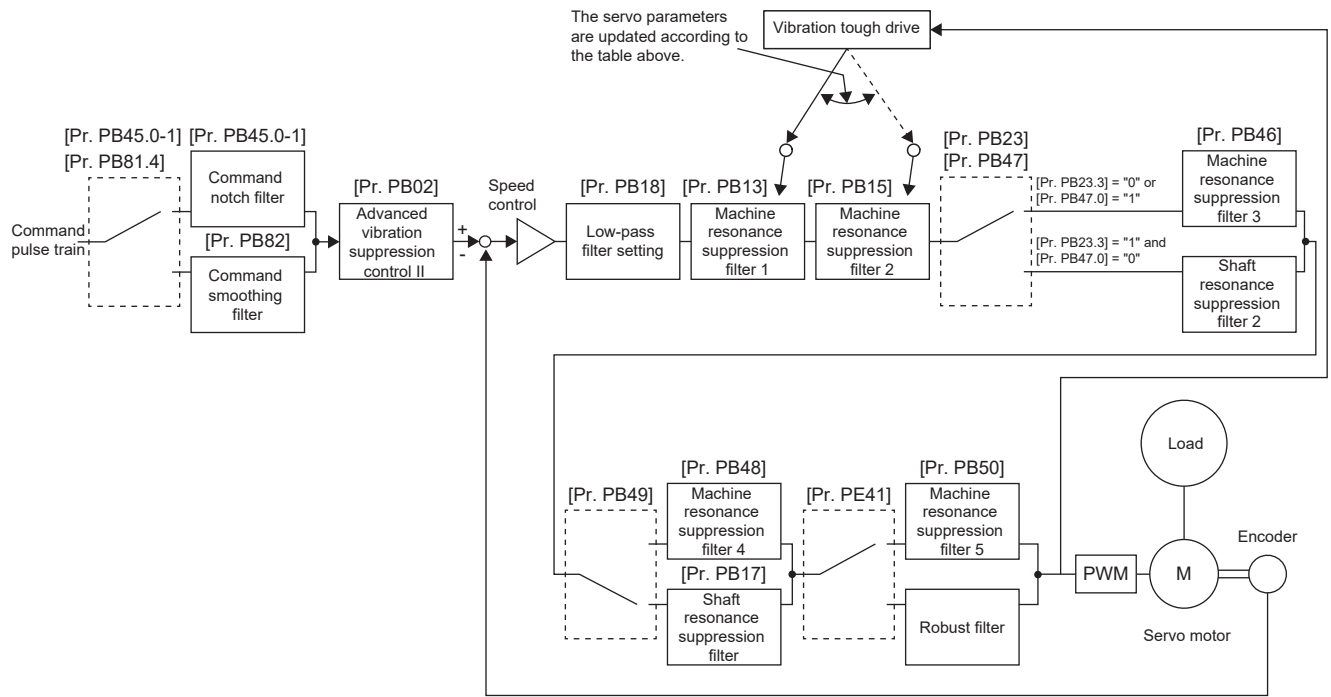 The servo parameters
are updated according to
the table above.
Vibration tough drive
[Pr. PB45.0-1]
[Pr. PB81.4]
[Pr. PB45.0-1]
Command
notch filter
Command
pulse train
[Pr. PB82]
Command
smoothing
filter
[Pr. PB02]
Advanced
vibration
suppression
control II
+
-
Speed
control
[Pr. PB18]
Low-pass
filter setting
[Pr. PB13]
Machine
resonance
suppression
filter 1
[Pr. PB15]
Machine
resonance
suppression
filter 2
[Pr. PB23]
[Pr. PB47]
[Pr. PB23.3] = "0" or
[Pr. PB47.0] = "1"
[Pr. PB23.3] = "1" and
[Pr. PB47.0] = "0"
[Pr. PB46]
Machine
resonance
suppression
filter 3
Shaft
resonance
suppression
filter 2
[Pr. PB49]
[Pr. PB48]
Machine
resonance
suppression
filter 4
[Pr. PB17]
Shaft
resonance
suppression
filter
[Pr. PE41]
[Pr. PB50]
Machine
resonance
suppression
filter 5
Robust filter
PWM
Load
M
Servo motor
Encoder